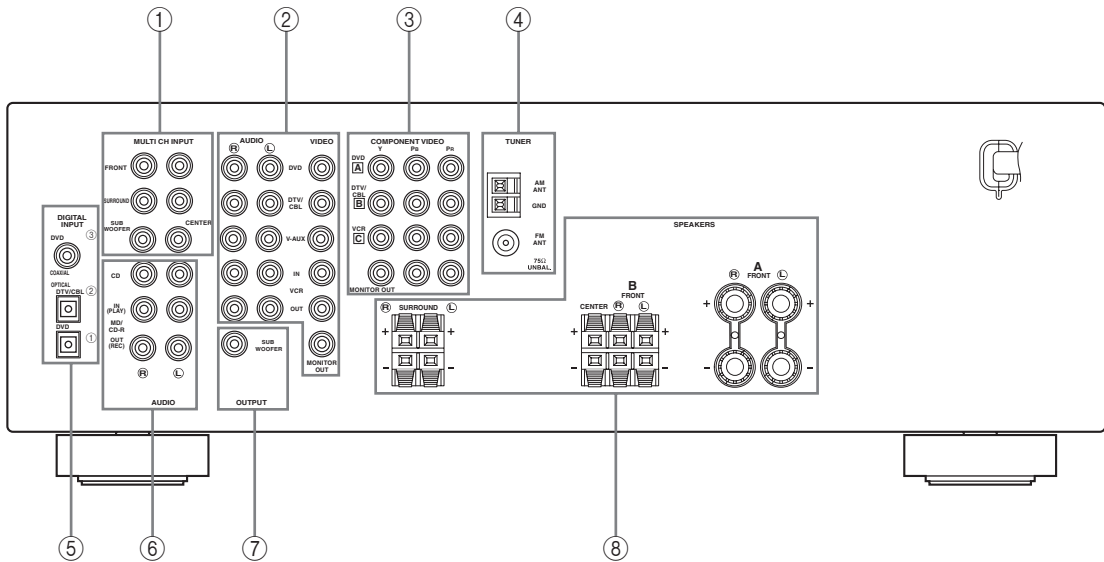 ① ② ③ ④
MULTI CH INPUT
FRONT
SURROUND
SUB
WOOFER
CENTER
DIGITAL
INPUT
DVD ③
COAXIAL
OPTICAL
DTV/CBL ②
DVD ①
CD
IN
(PLAY)
MD/
CD-R
OUT
(REC)
R L
AUDIO
AUDIO VIDEO
R L
DVD
DTV/
CBL
V-AUX
IN
VCR
OUT
MONITOR
OUT
SUB
WOOFER
OUTPUT
COMPONENT VIDEO
Y PB PR
DVD
A
DTV/
CBL
B
VCR
C
MONITOR OUT
TUNER
AM
ANT
GND
FM
ANT
75Ω
UNBAL.
SPEAKERS
R SURROUND L
+ +
- -
B
FRONT
CENTER R L
+ +
- -
A
R FRONT L
+ +
- -
⑤ ⑥ ⑦ ⑧